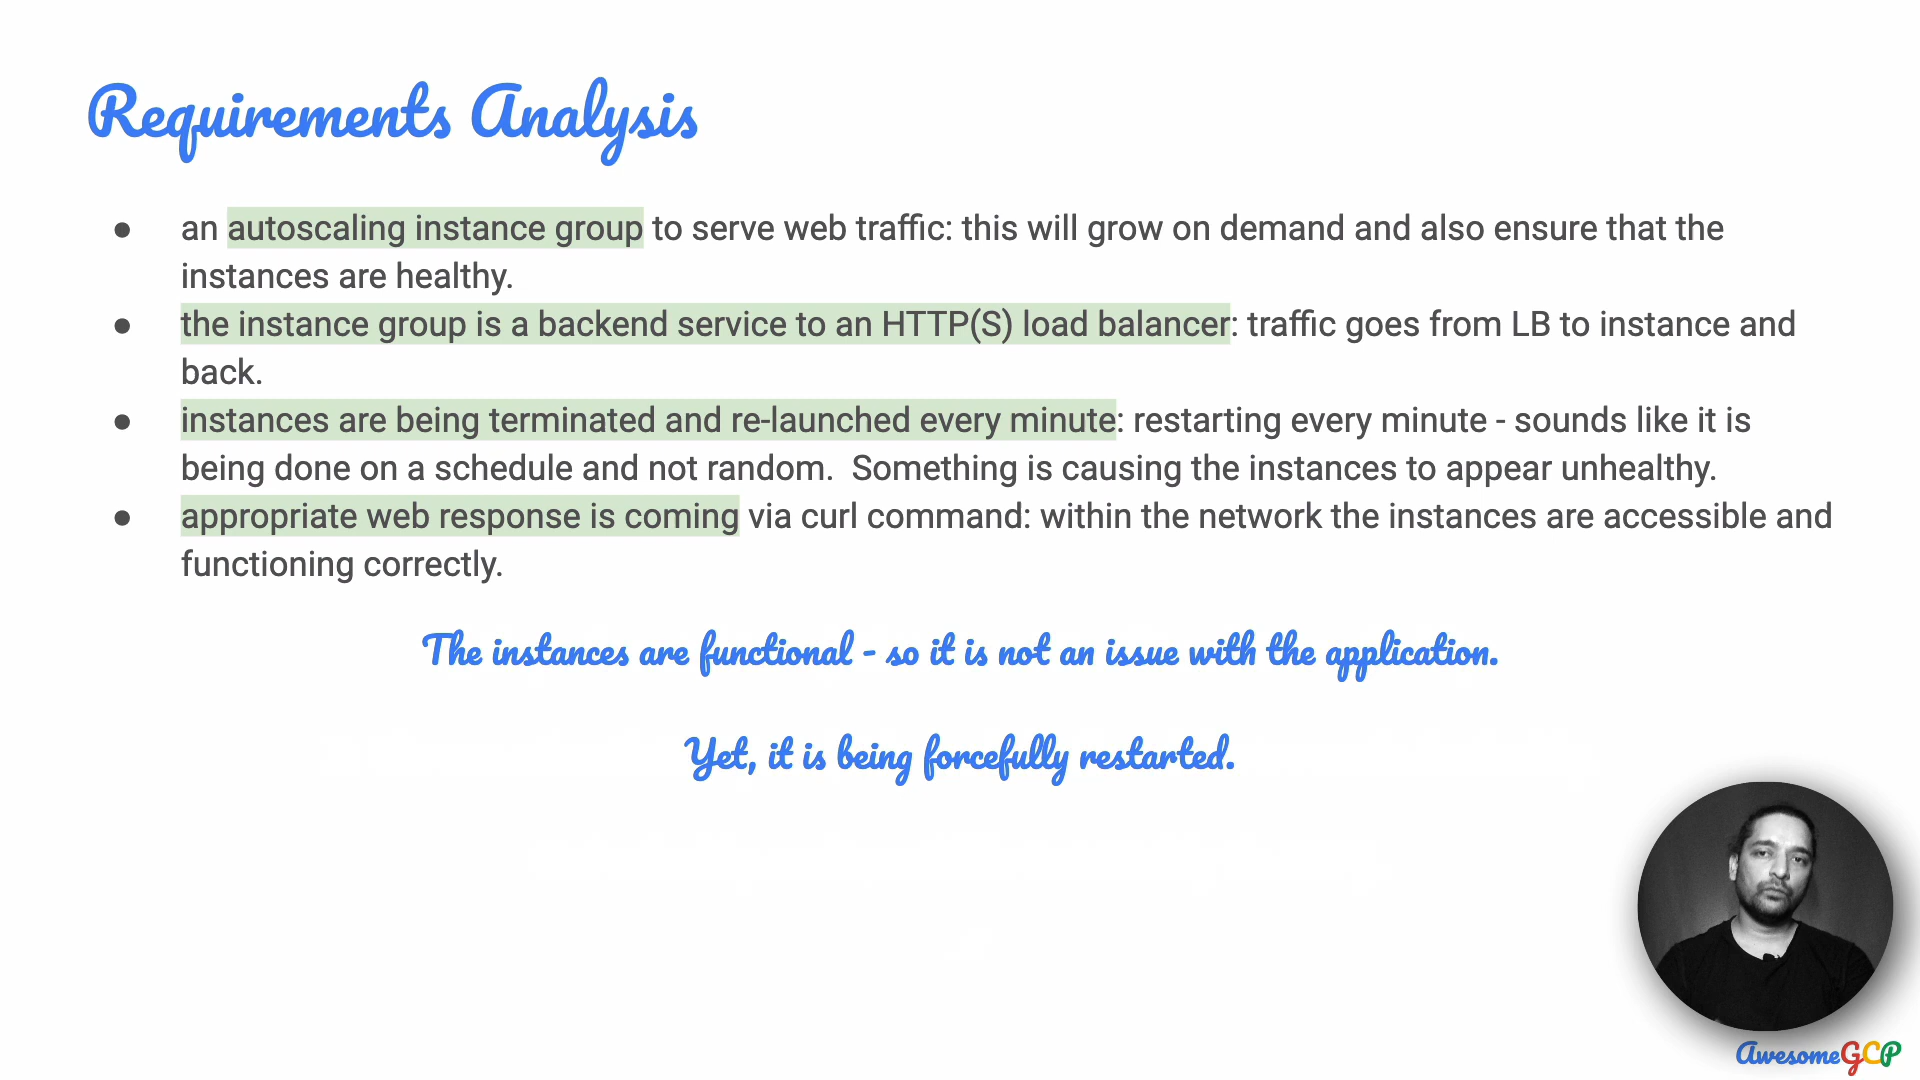 Requirements Analysis
● an autoscaling instance group to serve web traffic: this will grow on demand and also ensure that the
instances are healthy.
● the instance group is a backend service to an HTTP(S) load balancer: traffic goes from LB to instance and
back.
● instances are being terminated and re-launched every minute: restarting every minute - sounds like it is
being done on a schedule and not random.  Something is causing the instances to appear unhealthy.
● appropriate web response is coming via curl command: within the network the instances are accessible and
functioning correctly.
The instances are functional - so it is not an issue with the application.
Yet, it is being forcefully restarted.
AwesomeGCP